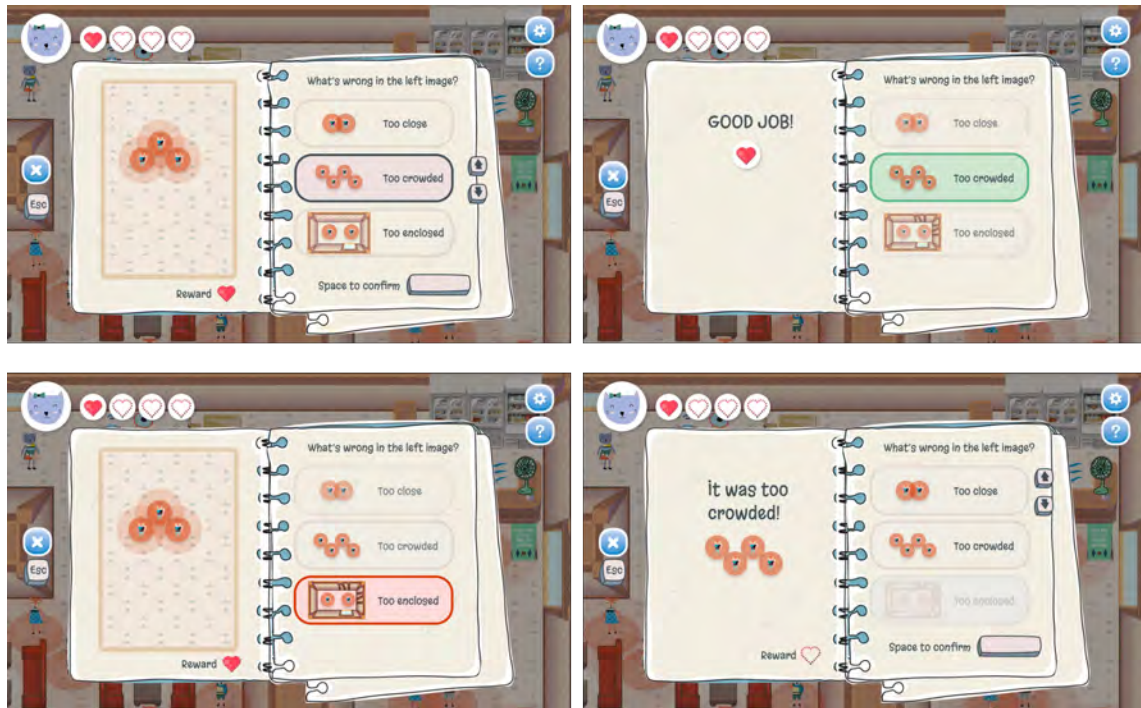 What's wrong in the left image?
Too close
Too crowded
Esc
Too enclosed
Reward
Space to confirm
What's wrong in the left image?
GOOD JOB!
Too close
Too crowded
Esc
Too enclosed
What's wrong in the left image?
Too close
Too crowded
Esc
Too enclosed
Reward
What's wrong in the left image?
it was too
crowded!
Too close
Too crowded
Esc
Too enclosed
Reward
Space to confirm